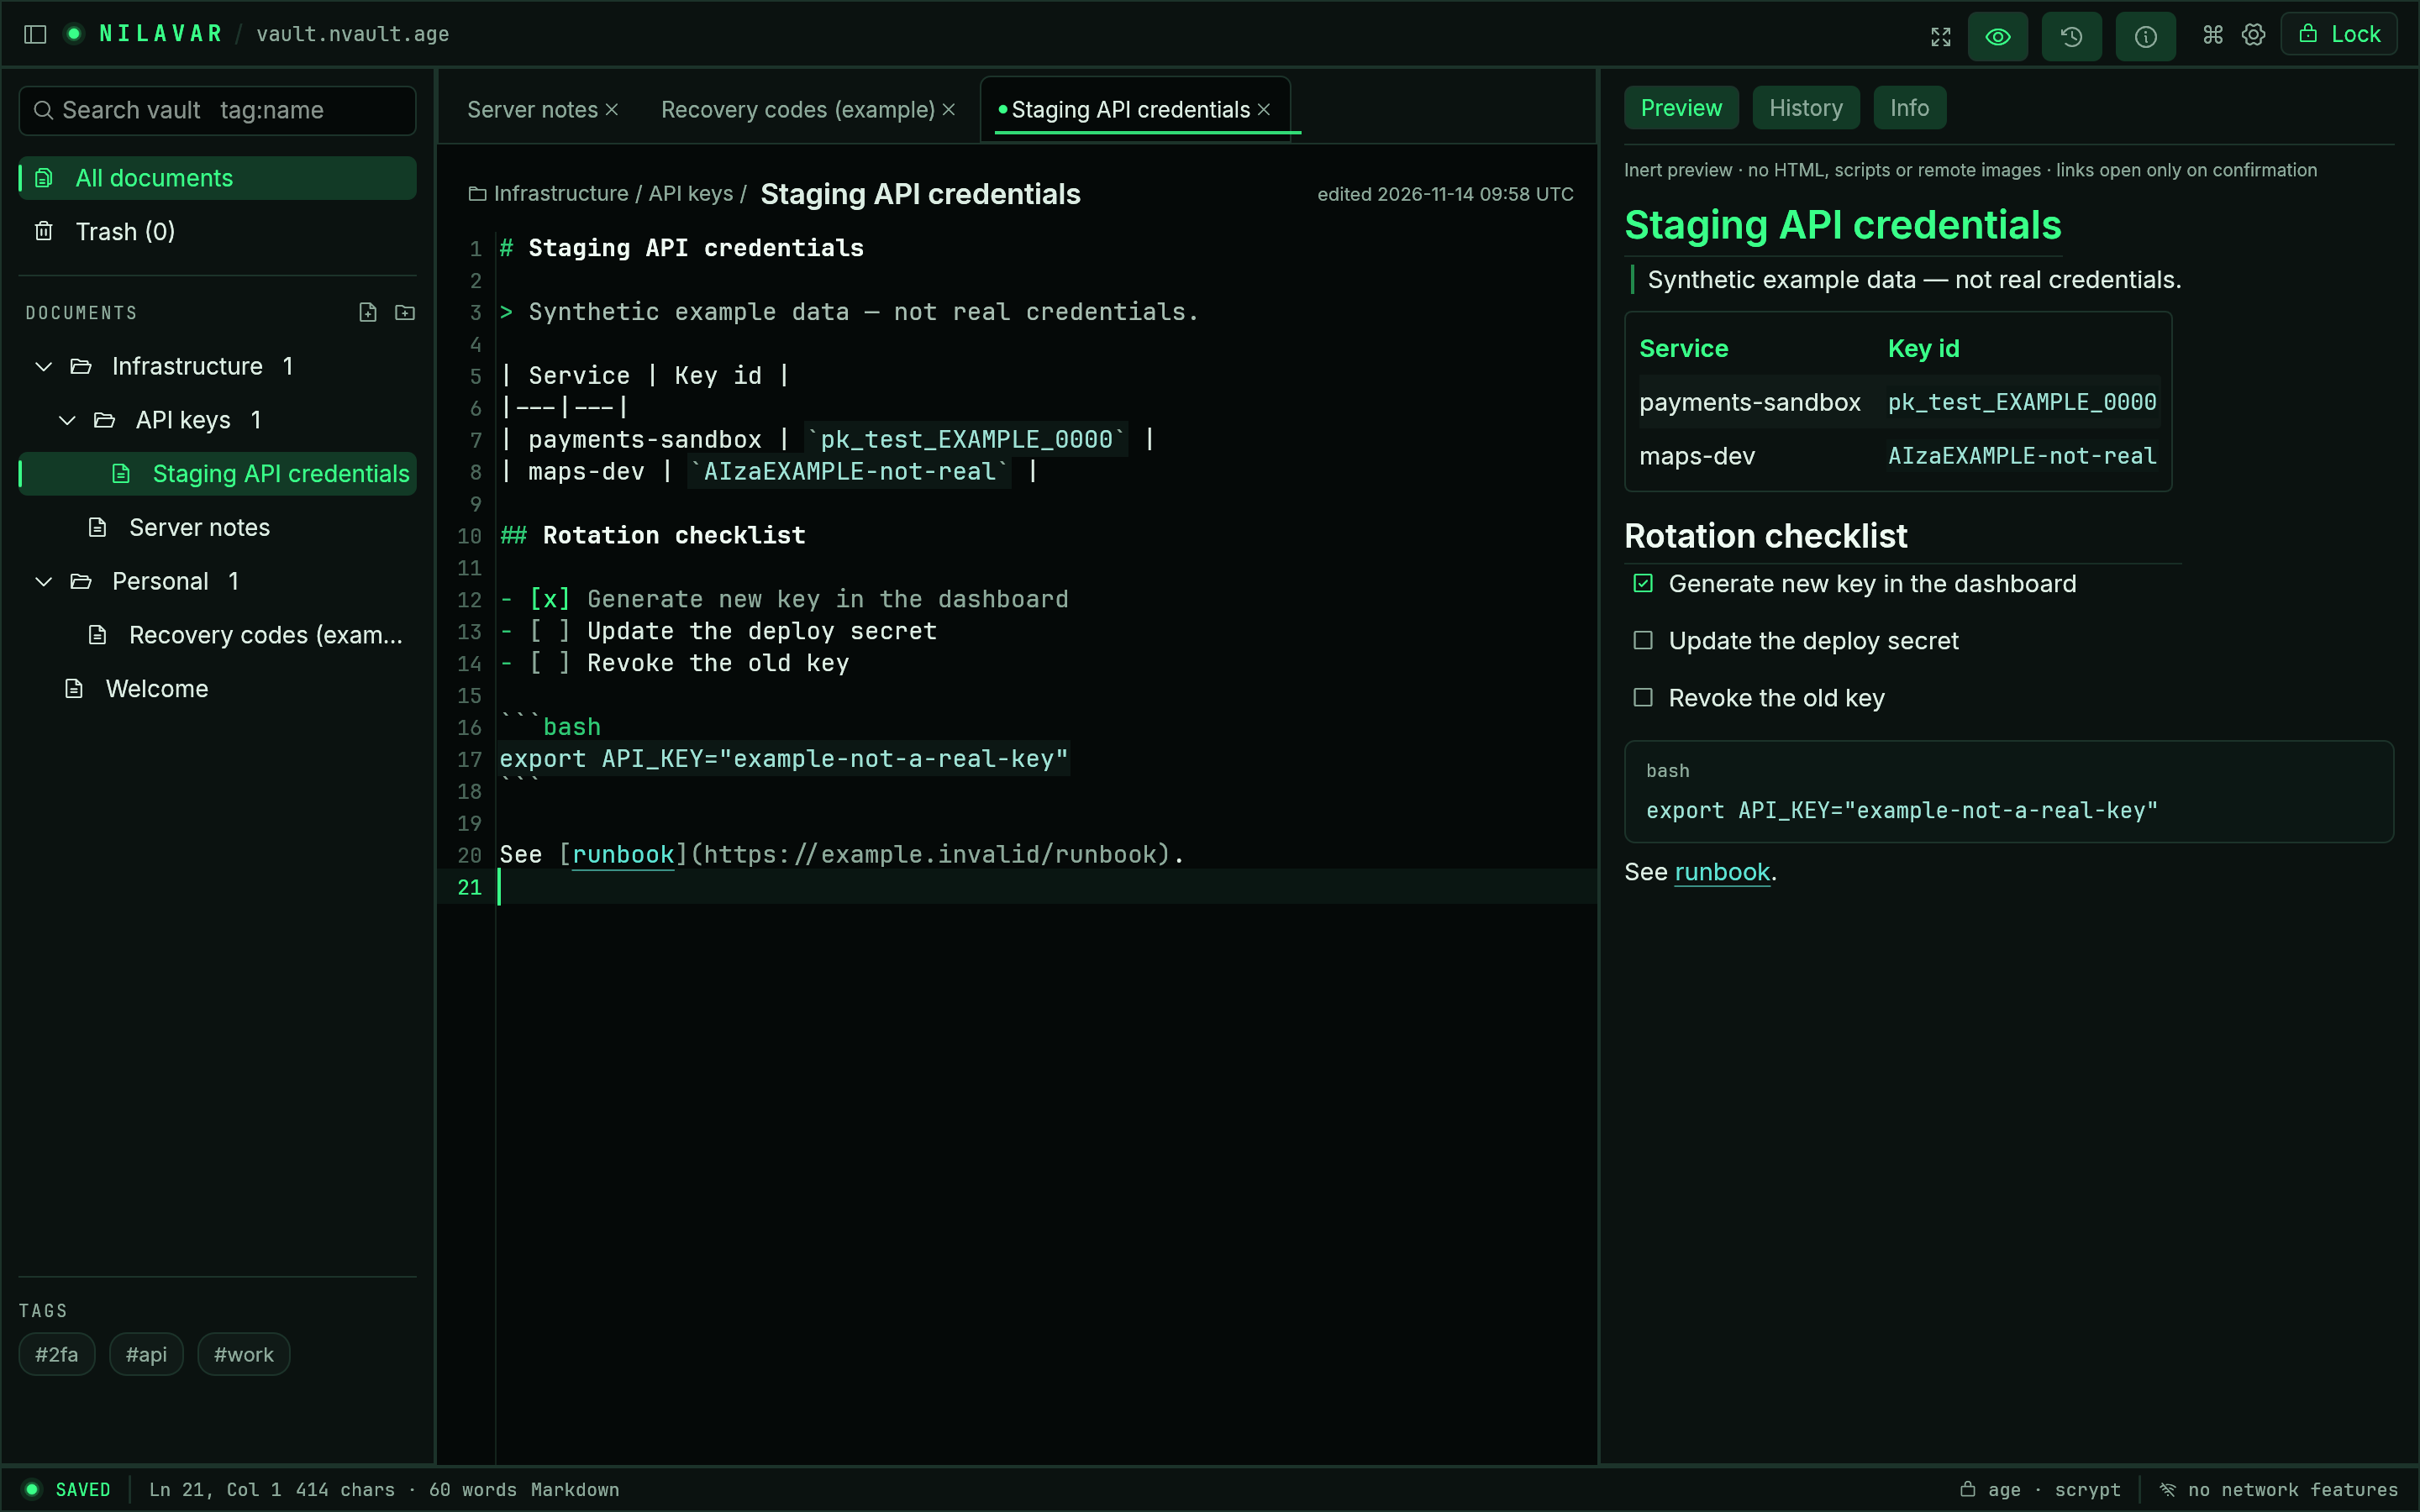 NILAVAR / vault.nvault.age
Lock
Search vault tag:name
All documents
Trash (0)
DOCUMENTS
Infrastructure 1
API keys 1
Staging API credentials
Server notes
Personal 1
Recovery codes (exam...
Welcome
TAGS
#2fa #api #work
Server notes
Recovery codes (example)
Staging API credentials
Infrastructure / API keys / Staging API credentials
edited 2026-11-14 09:58 UTC
1 # Staging API credentials
2
3 > Synthetic example data — not real credentials.
4
5 | Service | Key id |
6 |---|---|
7 | payments-sandbox | `pk_test_EXAMPLE_0000` |
8 | maps-dev | `AIzaEXAMPLE-not-real` |
9
10 ## Rotation checklist
11
12 - [x] Generate new key in the dashboard
13 - [ ] Update the deploy secret
14 - [ ] Revoke the old key
15
16 ```bash
17 export API_KEY="example-not-a-real-key"
18 ```
19
20 See [runbook](https://example.invalid/runbook).
21
Preview History Info
Inert preview · no HTML, scripts or remote images · links open only on confirmation
Staging API credentials
Synthetic example data — not real credentials.
Service Key id
payments-sandbox pk_test_EXAMPLE_0000
maps-dev AIzaEXAMPLE-not-real
Rotation checklist
Generate new key in the dashboard
Update the deploy secret
Revoke the old key
bash
export API_KEY="example-not-a-real-key"
See runbook.
SAVED Ln 21, Col 1 414 chars · 60 words Markdown
age · scrypt no network features